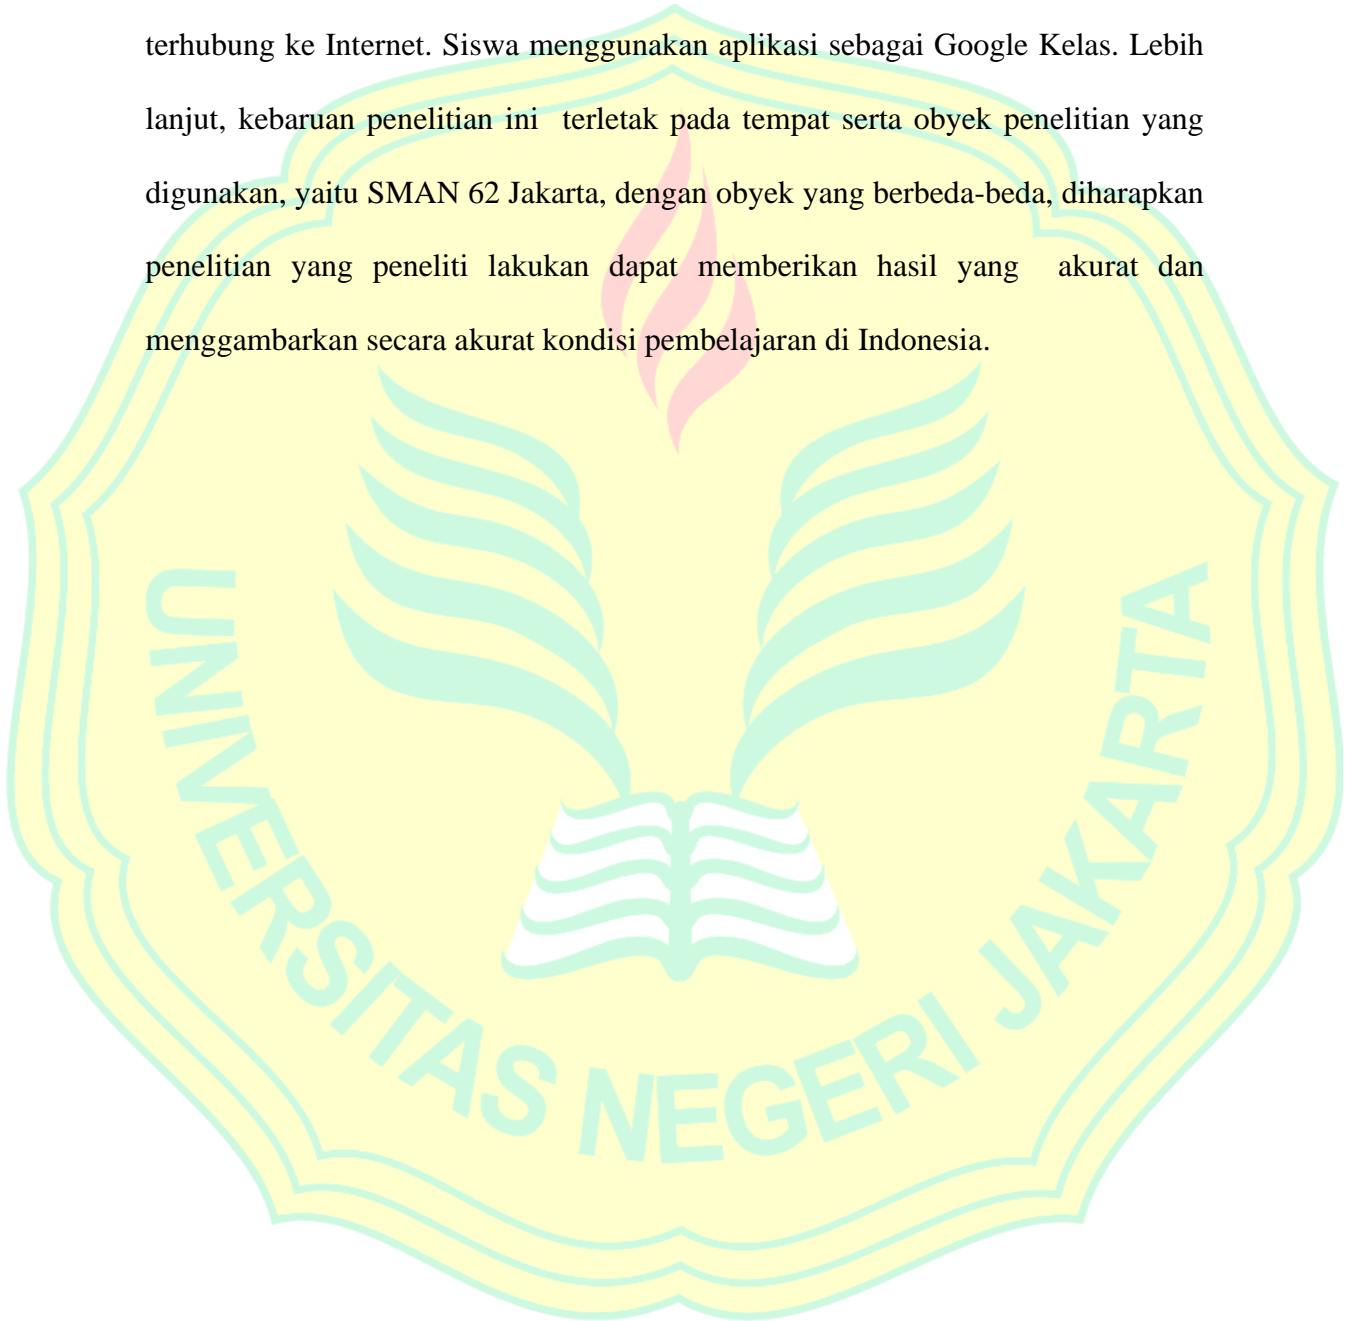 terhubung ke Internet. Siswa menggunakan aplikasi sebagai Google Kelas. Lebih
lanjut, kebaruan penelitian ini terletak pada tempat serta obyek penelitian yang
digunakan, yaitu SMAN 62 Jakarta, dengan obyek yang berbeda-beda, diharapkan
penelitian yang peneliti lakukan dapat memberikan hasil yang akurat dan
menggambarkan secara akurat kondisi pembelajaran di Indonesia.
UNIVERSITAS NEGERI JAKARTA